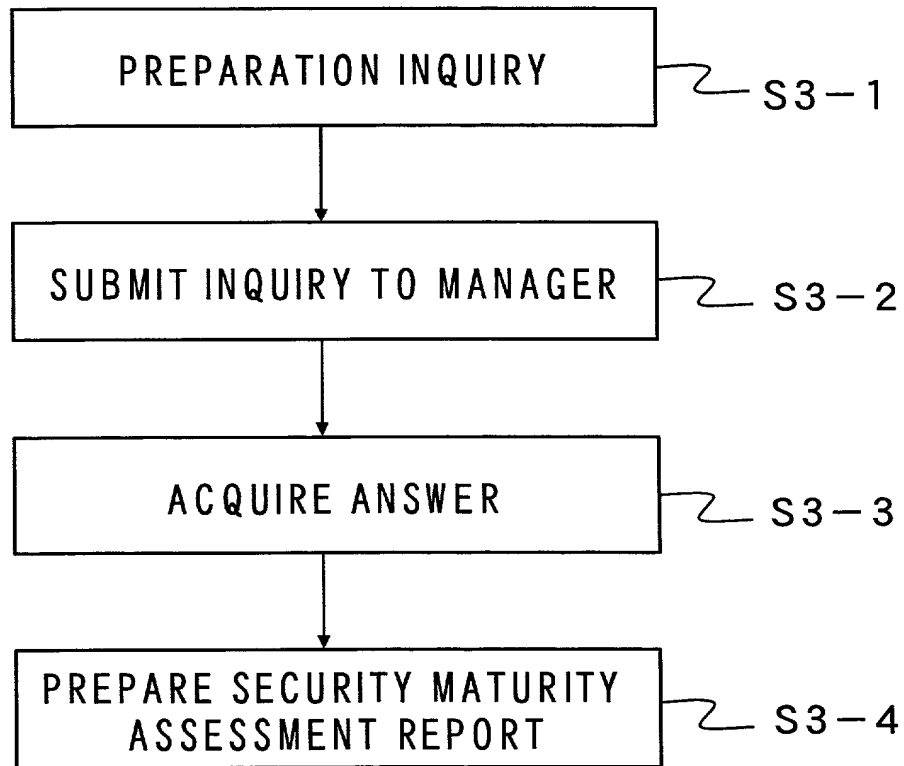 PREPARATION INQUIRY
S3-1
SUBMIT INQUIRY TO MANAGER
S3-2
ACQUIRE ANSWER
S3-3
PREPARE SECURITY MATURITY
ASSESSMENT REPORT
S3-4